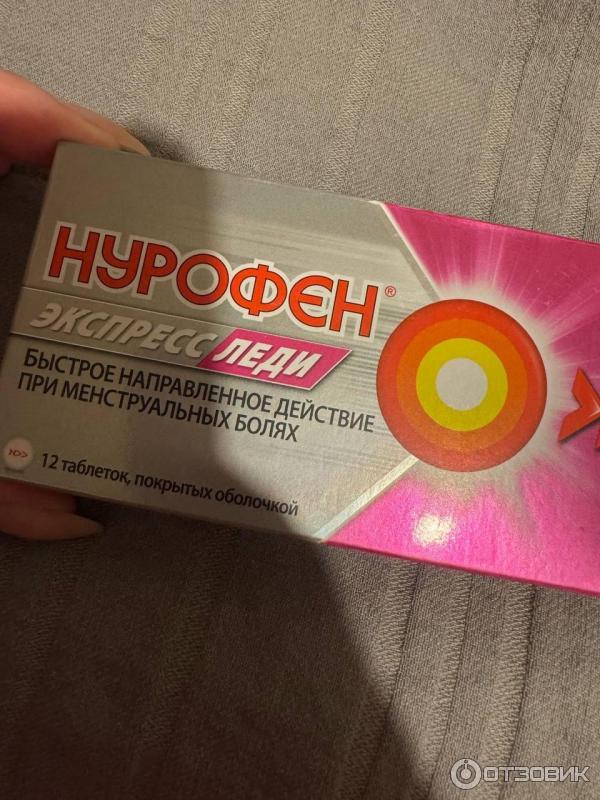 НУРОФЕН®
ЭКСПРЕСС ЛЕДИ
БЫСТРОЕ НАПРАВЛЕННОЕ ДЕЙСТВИЕ
ПРИ МЕНСТРУАЛЬНЫХ БОЛЯХ
12 таблеток, покрытых оболочкой
ОТЗОВИК